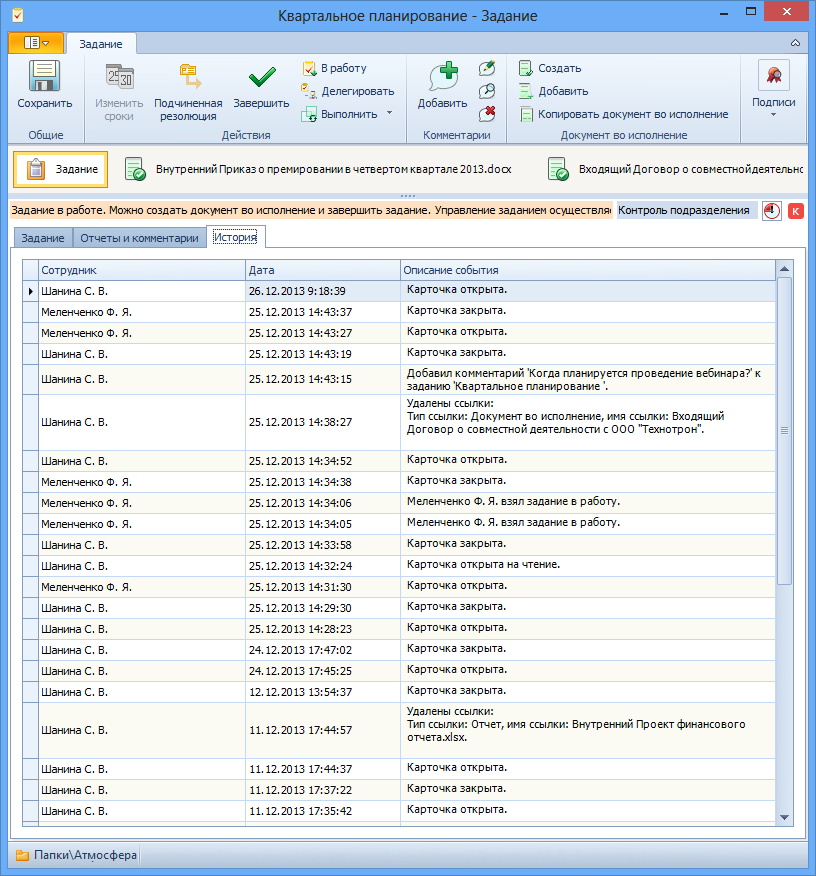 Квартальное планирование - Задание
Задание
Сохранить
Общие
Изменить сроки
Подчиненная резолюция
Завершить
В работу
Делегировать
Выполнить
Действия
Добавить
Комментарии
Создать
Добавить
Копировать документ во исполнение
Документ во исполнение
Подписи
Задание
Внутренний Приказ о премировании в четвертом квартале 2013.docx
Входящий Договор о совместнойдеятельно
Задание в работе. Можно создать документ во исполнение и завершить задание. Управление заданием осуществля
Контроль подразделения
К
Задание
Отчеты и комментарии
История
Сотрудник Дата Описание события
Шанина С. В. 26.12.2013 9:18:39 Карточка открыта.
Меленченко Ф. Я. 25.12.2013 14:43:37 Карточка закрыта.
Меленченко Ф. Я. 25.12.2013 14:43:27 Карточка открыта.
Шанина С. В. 25.12.2013 14:43:19 Карточка закрыта.
Шанина С. В. 25.12.2013 14:43:15 Добавил комментарий 'Когда планируется проведение вебинара?' к
заданию 'Квартальное планирование '.
Шанина С. В. 25.12.2013 14:38:27 Удалены ссылки:
Тип ссылки: Документ во исполнение, имя ссылки: Входящий
Договор о совместной деятельности с ООО "Технотрон".
Шанина С. В. 25.12.2013 14:34:52 Карточка открыта.
Меленченко Ф. Я. 25.12.2013 14:34:38 Карточка закрыта.
Меленченко Ф. Я. 25.12.2013 14:34:06 Меленченко Ф. Я. взял задание в работу.
Меленченко Ф. Я. 25.12.2013 14:34:05 Меленченко Ф. Я. взял задание в работу.
Шанина С. В. 25.12.2013 14:33:58 Карточка закрыта.
Шанина С. В. 25.12.2013 14:32:24 Карточка открыта на чтение.
Меленченко Ф. Я. 25.12.2013 14:31:30 Карточка открыта.
Шанина С. В. 25.12.2013 14:29:30 Карточка закрыта.
Шанина С. В. 25.12.2013 14:28:23 Карточка открыта.
Шанина С. В. 24.12.2013 17:47:02 Карточка закрыта.
Шанина С. В. 24.12.2013 17:45:25 Карточка открыта.
Шанина С. В. 12.12.2013 13:54:37 Карточка закрыта.
Шанина С. В. 11.12.2013 17:44:57 Удалены ссылки:
Тип ссылки: Отчет, имя ссылки: Внутренний Проект финансового
отчета.xlsx.
Шанина С. В. 11.12.2013 17:44:37 Карточка открыта.
Шанина С. В. 11.12.2013 17:37:22 Карточка закрыта.
Шанина С. В. 11.12.2013 17:35:42 Карточка открыта.
Папки\Атмосфера